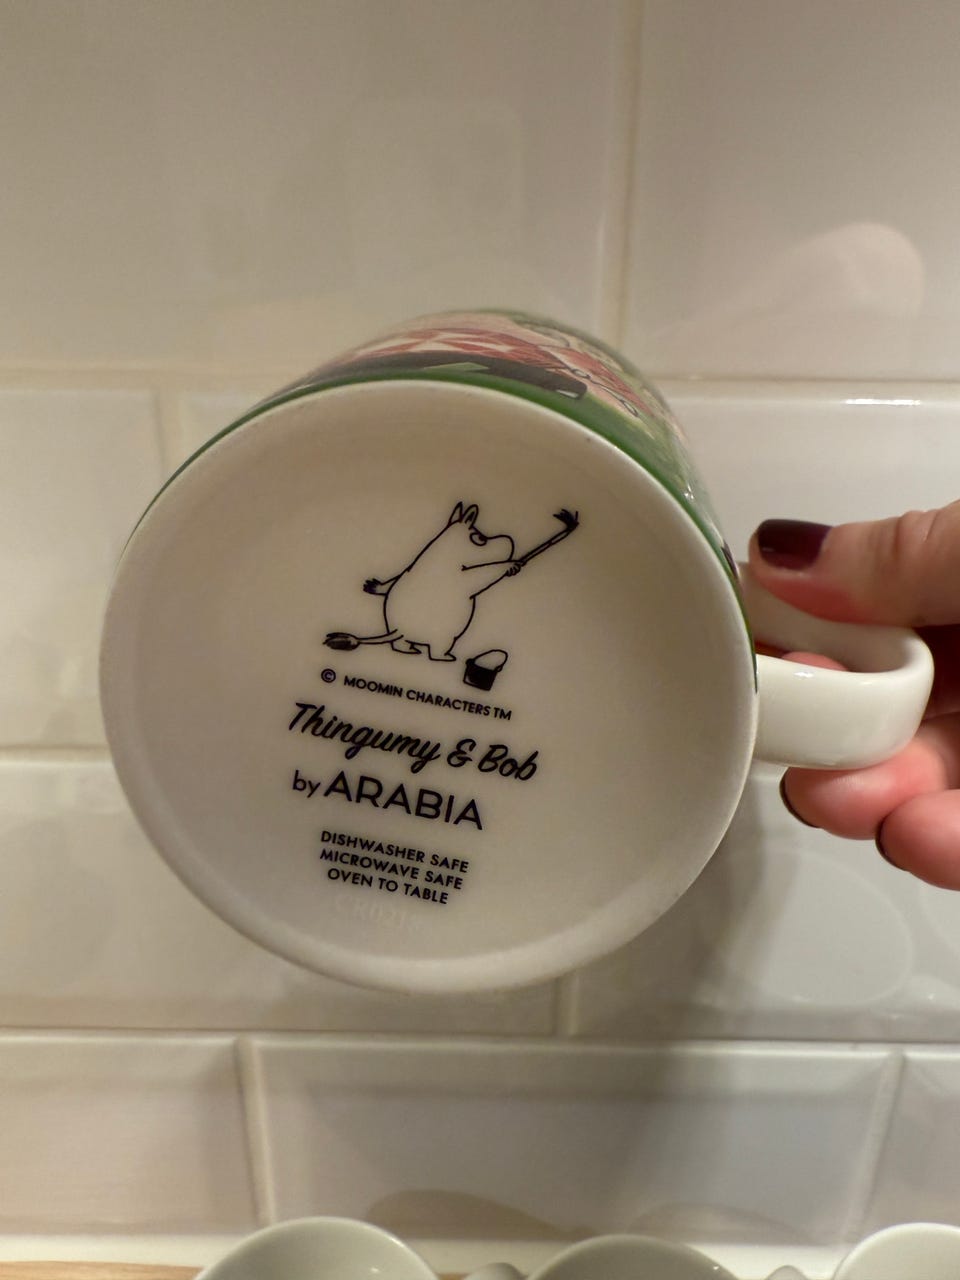 © MOOMIN CHARACTERS TM
Thingumy & Bob
by ARABIA
DISHWASHER SAFE
MICROWAVE SAFE
OVEN TO TABLE